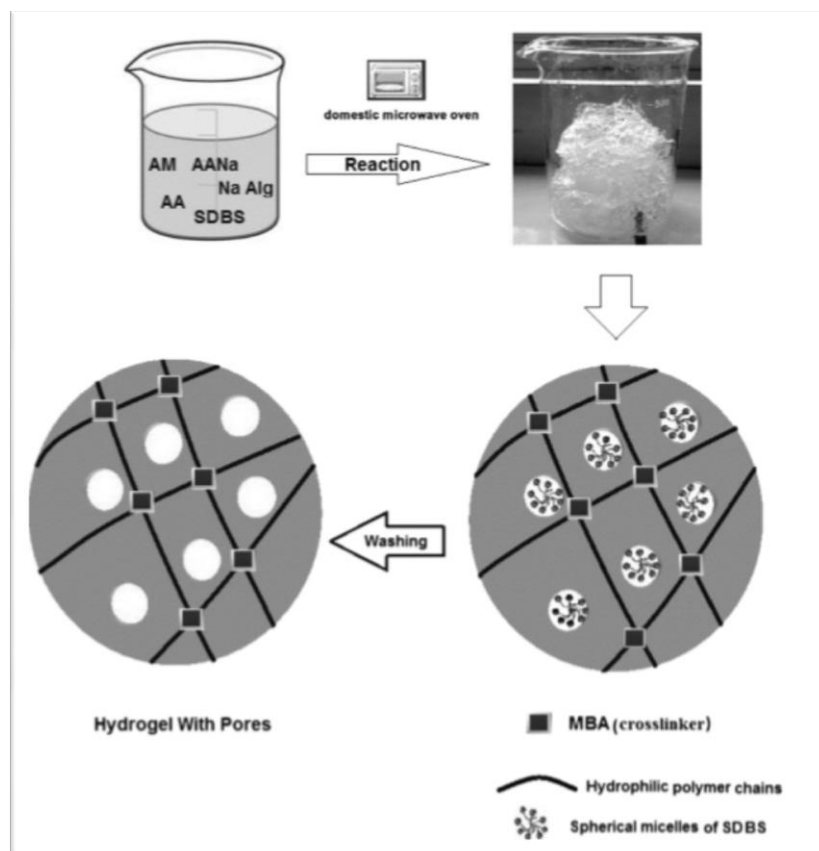 domestic microwave oven
AM AANa
Na Alg
AA
SDBS
Reaction
Washing
Hydrogel With Pores
MBA(crosslinker)
Hydrophilic polymer chains
Spherical micelles of SDBS